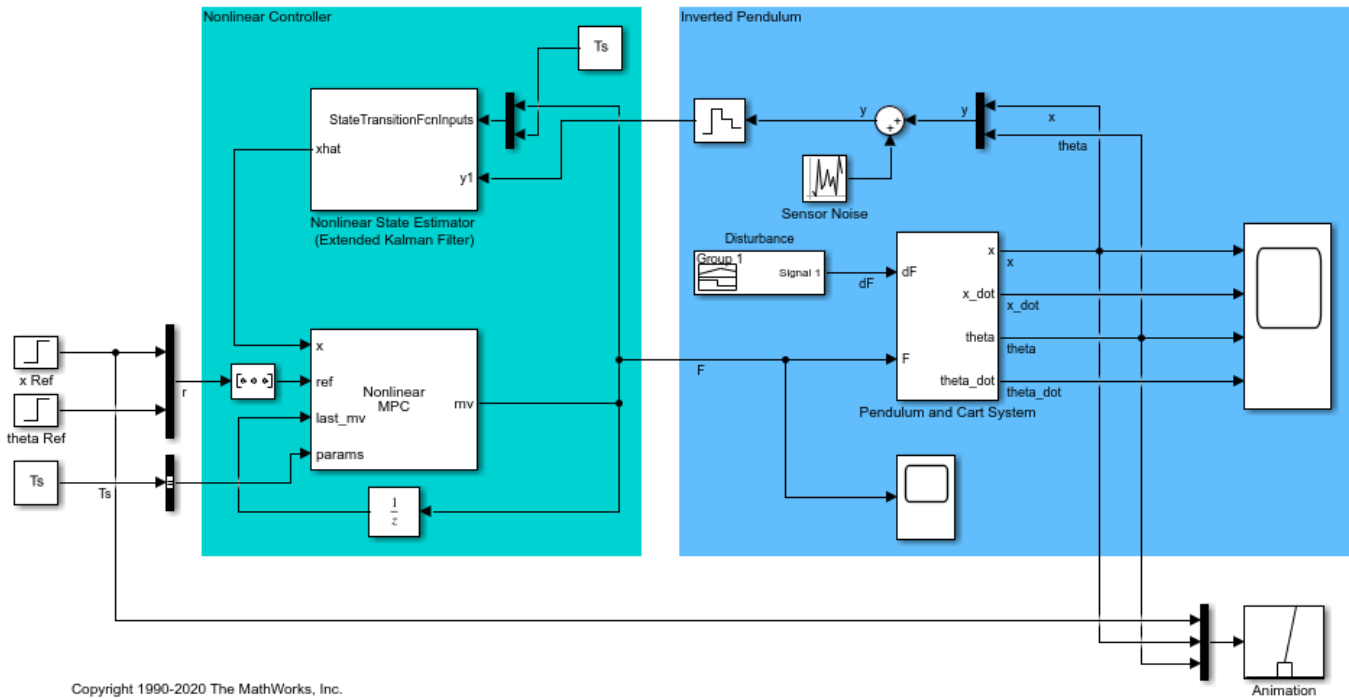 Nonlinear Controller
Ts
StateTransitionFcnInputs
xhat
y1
Nonlinear State Estimator
(Extended Kalman Filter)
x Ref
theta Ref
Ts
Ts
r
x
ref
last_mv
params
Nonlinear
MPC
mv
1
z
Inverted Pendulum
y
+
+
y
x
theta
Sensor Noise
Disturbance
Group 1
Signal 1
dF
F
dF
F
x
x_dot
theta
theta_dot
x
x_dot
theta
theta_dot
Pendulum and Cart System
Animation
Copyright 1990-2020 The MathWorks, Inc.